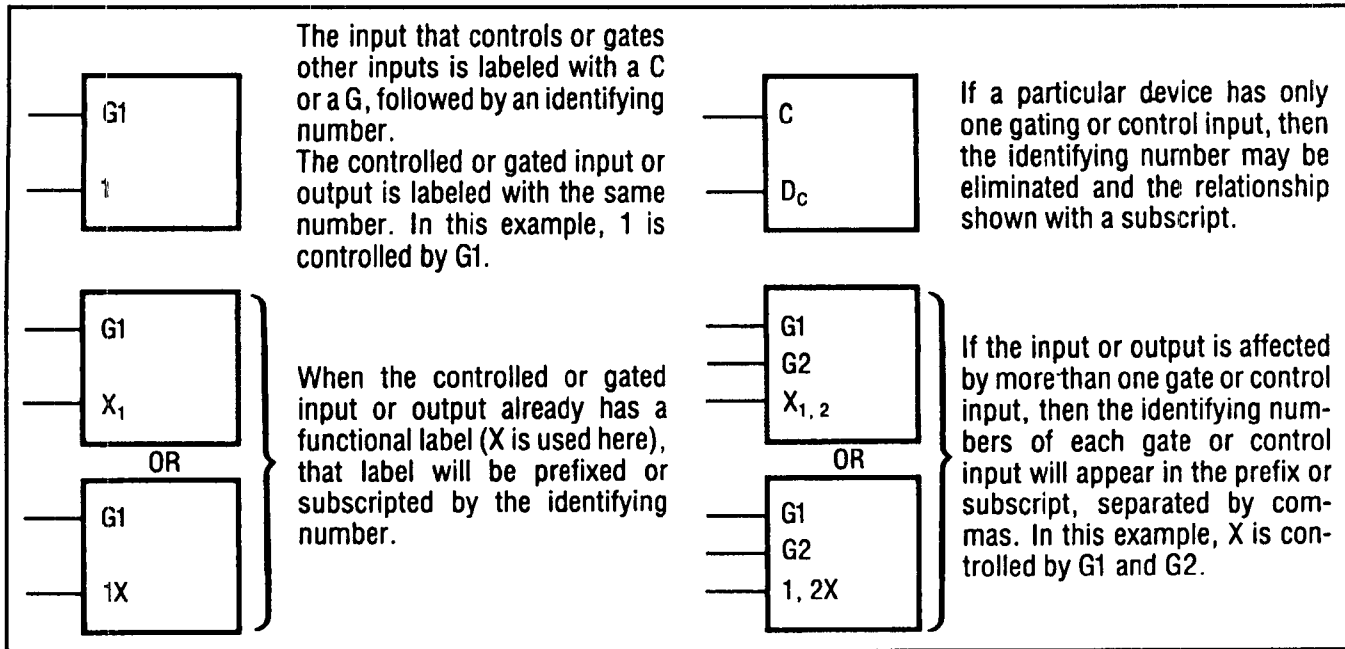 G1
1
The input that controls or gates
other inputs is labeled with a C
or a G, followed by an identifying
number.
The controlled or gated input or
output is labeled with the same
number. In this example, 1 is
controlled by G1.
C
D_C
If a particular device has only
one gating or control input, then
the identifying number may be
eliminated and the relationship
shown with a subscript.
G1
X₁
OR
G1
1X
When the controlled or gated
input or output already has a
functional label (X is used here),
that label will be prefixed or
subscripted by the identifying
number.
G1
G2
X₁, ₂
OR
G1
G2
1, 2X
If the input or output is affected
by more than one gate or control
input, then the identifying num-
bers of each gate or control
input will appear in the prefix or
subscript, separated by com-
mas. In this example, X is con-
trolled by G1 and G2.